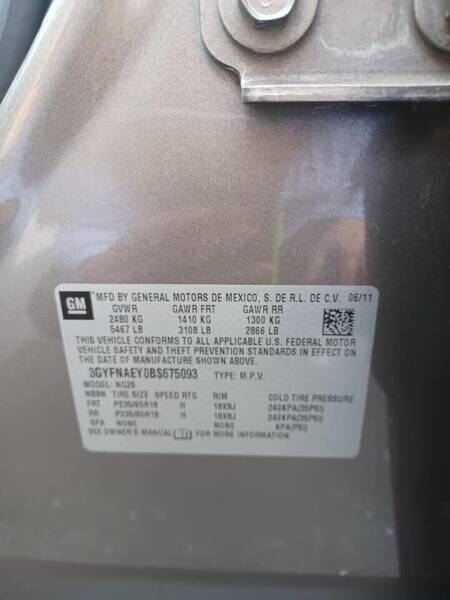 GM MFD BY GENERAL MOTORS DE MEXICO, S. DE R.L. DE C.V. 06/11
GVWR GAWR FRT GAWR RR
2480 KG 1410 KG 1300 KG
5467 LB 3108 LB 2866 LB
THIS VEHICLE CONFORMS TO ALL APPLICABLE U.S. FEDERAL MOTOR
VEHICLE SAFETY AND THEFT PREVENTION STANDARDS IN EFFECT ON
THE DATE OF MANUFACTURE SHOWN ABOVE.
3GYFNAEY0BS675093 TYPE: M.P.V.
MODEL: NG26
TIRE SIZE SPEED RTG RIM COLD TIRE PRESSURE
FRT P235/65R18 H 18X8J 240KPA(35PSI)
RR P235/65R18 H 18X8J 240KPA(35PSI)
SPA NONE NONE KPA(PSI)
SEE OWNER'S MANUAL